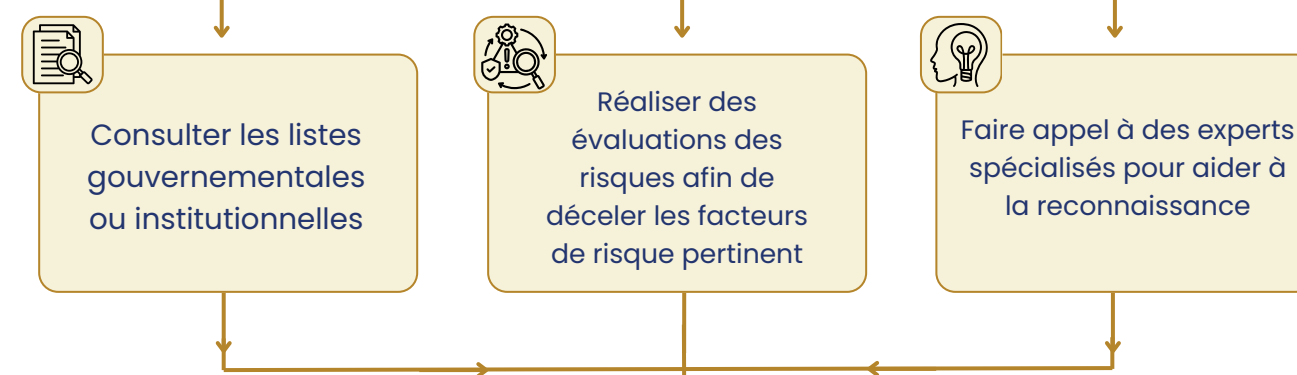 Consulter les listes
gouvernementales
ou institutionnelles
Réaliser des
évaluations des
risques afin de
déceler les facteurs
de risque pertinent
Faire appel à des experts
spécialisés pour aider à
la reconnaissance